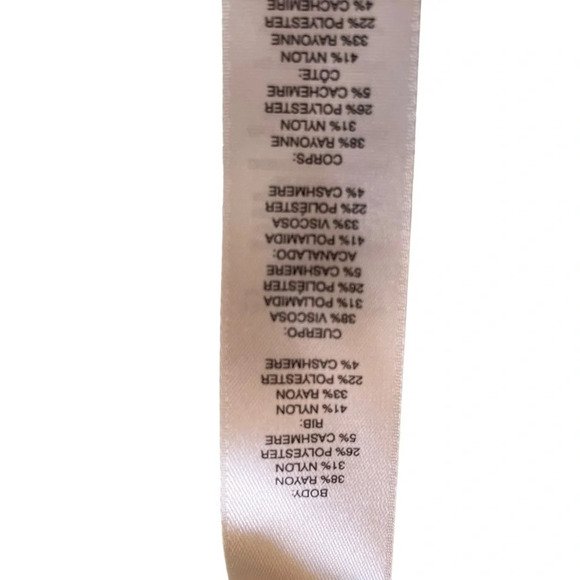 BODY:
38% RAYON
31% NYLON
26% POLYESTER
5% CASHMERE
RIB:
41% NYLON
33% RAYON
22% POLYESTER
4% CASHMERE
CUERPO:
38% VISCOSA
31% POLIAMIDA
26% POLIÉSTER
5% CASHMERE
ACANALADO:
41% POLIAMIDA
33% VISCOSA
22% POLIÉSTER
4% CASHMERE
CORPS:
38% RAYONNE
31% NYLON
26% POLYESTER
5% CACHEMIRE
CÔTE:
41% NYLON
33% RAYONNE
22% POLYESTER
4% CACHEMIRE